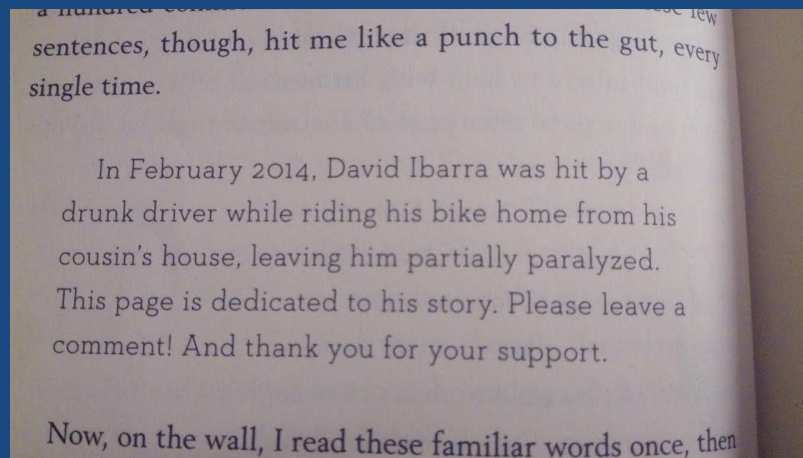 a hundred
few
sentences, though, hit me like a punch to the gut, every
single time.
In February 2014, David Ibarra was hit by a
drunk driver while riding his bike home from his
cousin's house, leaving him partially paralyzed.
This page is dedicated to his story. Please leave a
comment! And thank you for your support.
Now, on the wall, I read these familiar words once, then